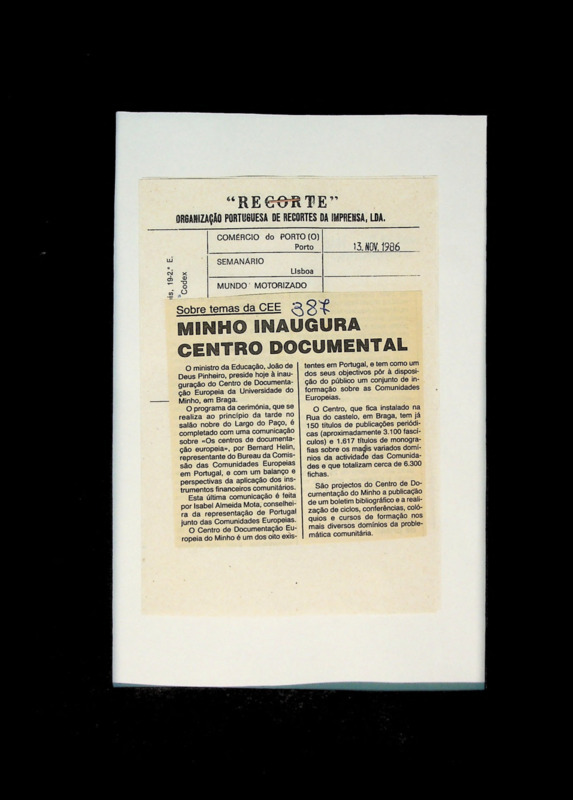 “RECORTE”
ORGANIZAÇÃO PORTUGUESA DE RECORTES DA IMPRENSA, LDA.
COMÉRCIO do PORTO (O)
Porto
13. NOV. 1986
SEMANÁRIO
Lisboa
MUNDO MOTORIZADO
19-2.º E.
Codex
Sobre temas da CEE 387
MINHO INAUGURA
CENTRO DOCUMENTAL
O ministro da Educação, João de
Deus Pinheiro, preside hoje à inau-
guração do Centro de Documenta-
ção Europeia da Universidade do
Minho, em Braga.
O programa da cerimónia, que se
realiza ao princípio da tarde no
salão nobre do Largo do Paço, é
completado com uma comunicação
sobre «Os centros de documenta-
ção europeia», por Bernard Helin,
representante do Bureau da Comis-
são das Comunidades Europeias
em Portugal, e com um balanço e
perspectivas da aplicação dos ins-
trumentos financeiros comunitários.
Esta última comunicação é feita
por Isabel Almeida Mota, conselhei-
ra da representação de Portugal
junto das Comunidades Europeias.
O Centro de Documentação Eu-
ropeia do Minho é um dos oito exis-
tentes em Portugal, e tem como um
dos seus objectivos pôr à disposi-
ção do público um conjunto de in-
formação sobre as Comunidades
Europeias.
O Centro, que fica instalado na
Rua do castelo, em Braga, tem já
150 títulos de publicações periódi-
cas (aproximadamente 3.100 fascí-
culos) e 1.617 títulos de monogra-
fias sobre os mais variados domí-
nios da actividade das Comunida-
des e que totalizam cerca de 6.300
fichas.
São projectos do Centro de Do-
cumentação do Minho a publicação
de um boletim bibliográfico e a reali-
zação de ciclos, conferências, coló-
quios e cursos de formação nos
mais diversos domínios da proble-
mática comunitária.